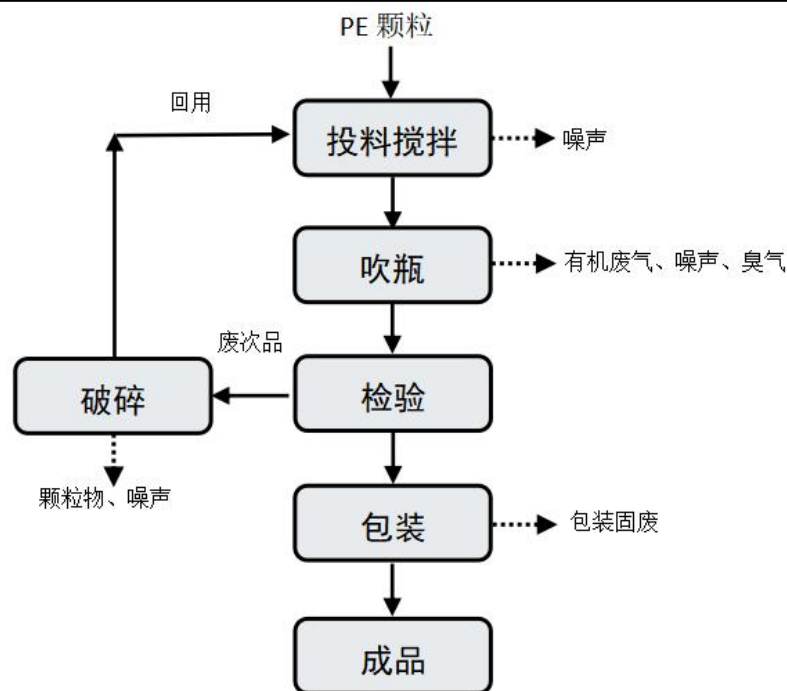 PE 颗粒
回用
投料搅拌
噪声
吹瓶
有机废气、噪声、臭气
废次品
破碎
检验
颗粒物、噪声
包装
包装固废
成品